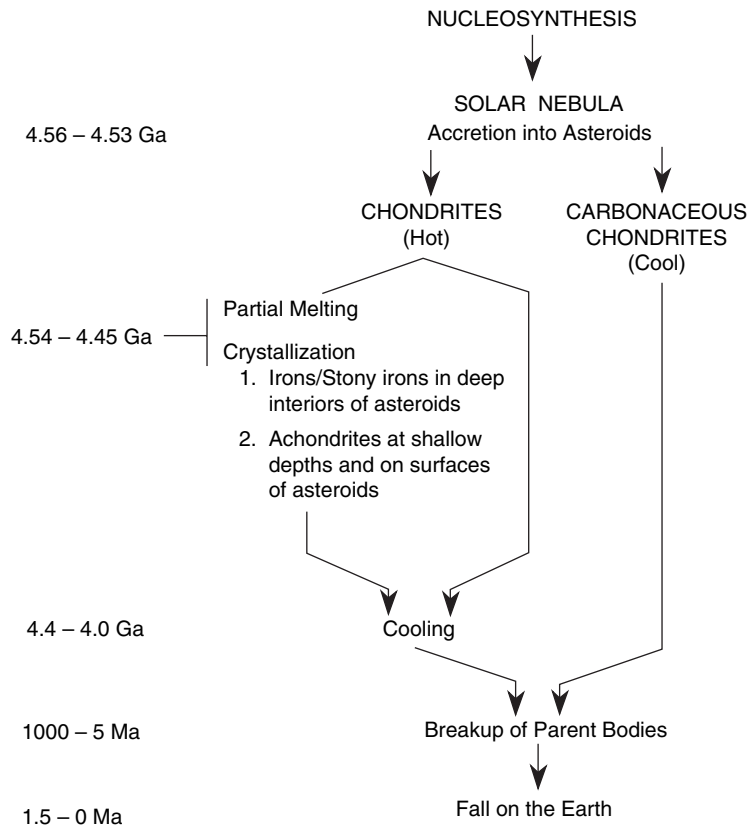 NUCLEOSYNTHESIS
SOLAR NEBULA
4.56 – 4.53 Ga
Accretion into Asteroids
CHONDRITES
(Hot)
CARBONACEOUS
CHONDRITES
(Cool)
Partial Melting
4.54 – 4.45 Ga
Crystallization
1. Irons/Stony irons in deep
interiors of asteroids
2. Achondrites at shallow
depths and on surfaces
of asteroids
4.4 – 4.0 Ga
Cooling
1000 – 5 Ma
Breakup of Parent Bodies
1.5 – 0 Ma
Fall on the Earth